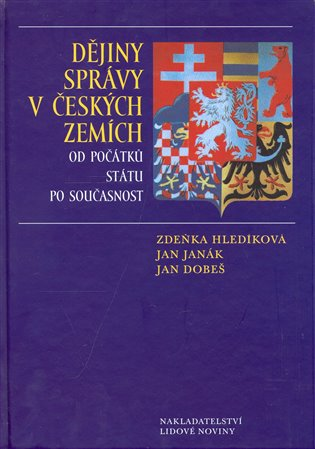 DĚJINY
SPRÁVY
V ČESKÝCH
ZEMÍCH
OD POČÁTKŮ
STÁTU
PO SOUČASNOST
ZDEŇKA HLEDÍKOVÁ
JAN JANÁK
JAN DOBEŠ
NAKLADATELSTVÍ
LIDOVÉ NOVINY